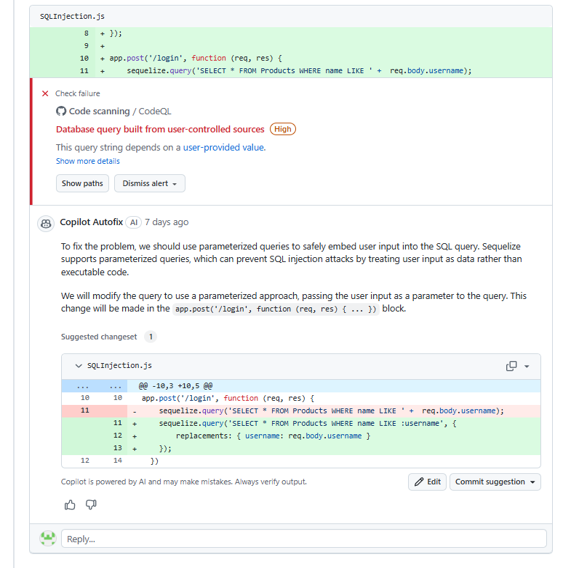 SQLInjection.js
8 + });
9 +
10 + app.post('/login', function (req, res) {
11 + sequelize.query('SELECT * FROM Products WHERE name LIKE ' + req.body.username);
Check failure
Code scanning / CodeQL
Database query built from user-controlled sources High
This query string depends on a user-provided value.
Show more details
Show paths Dismiss alert
Copilot Autofix AI 7 days ago
To fix the problem, we should use parameterized queries to safely embed user input into the SQL query. Sequelize
supports parameterized queries, which can prevent SQL injection attacks by treating user input as data rather than
executable code.
We will modify the query to use a parameterized approach, passing the user input as a parameter to the query. This
change will be made in the app.post('/login', function (req, res) { ... }) block.
Suggested changeset 1
SQLInjection.js
... ... @@ -10,3 +10,5 @@
10 10 app.post('/login', function (req, res) {
11 - sequelize.query('SELECT * FROM Products WHERE name LIKE ' + req.body.username);
11 + sequelize.query('SELECT * FROM Products WHERE name LIKE :username', {
12 + replacements: { username: req.body.username }
13 + });
12 14 })
Copilot is powered by AI and may make mistakes. Always verify output.
Edit Commit suggestion
Reply...